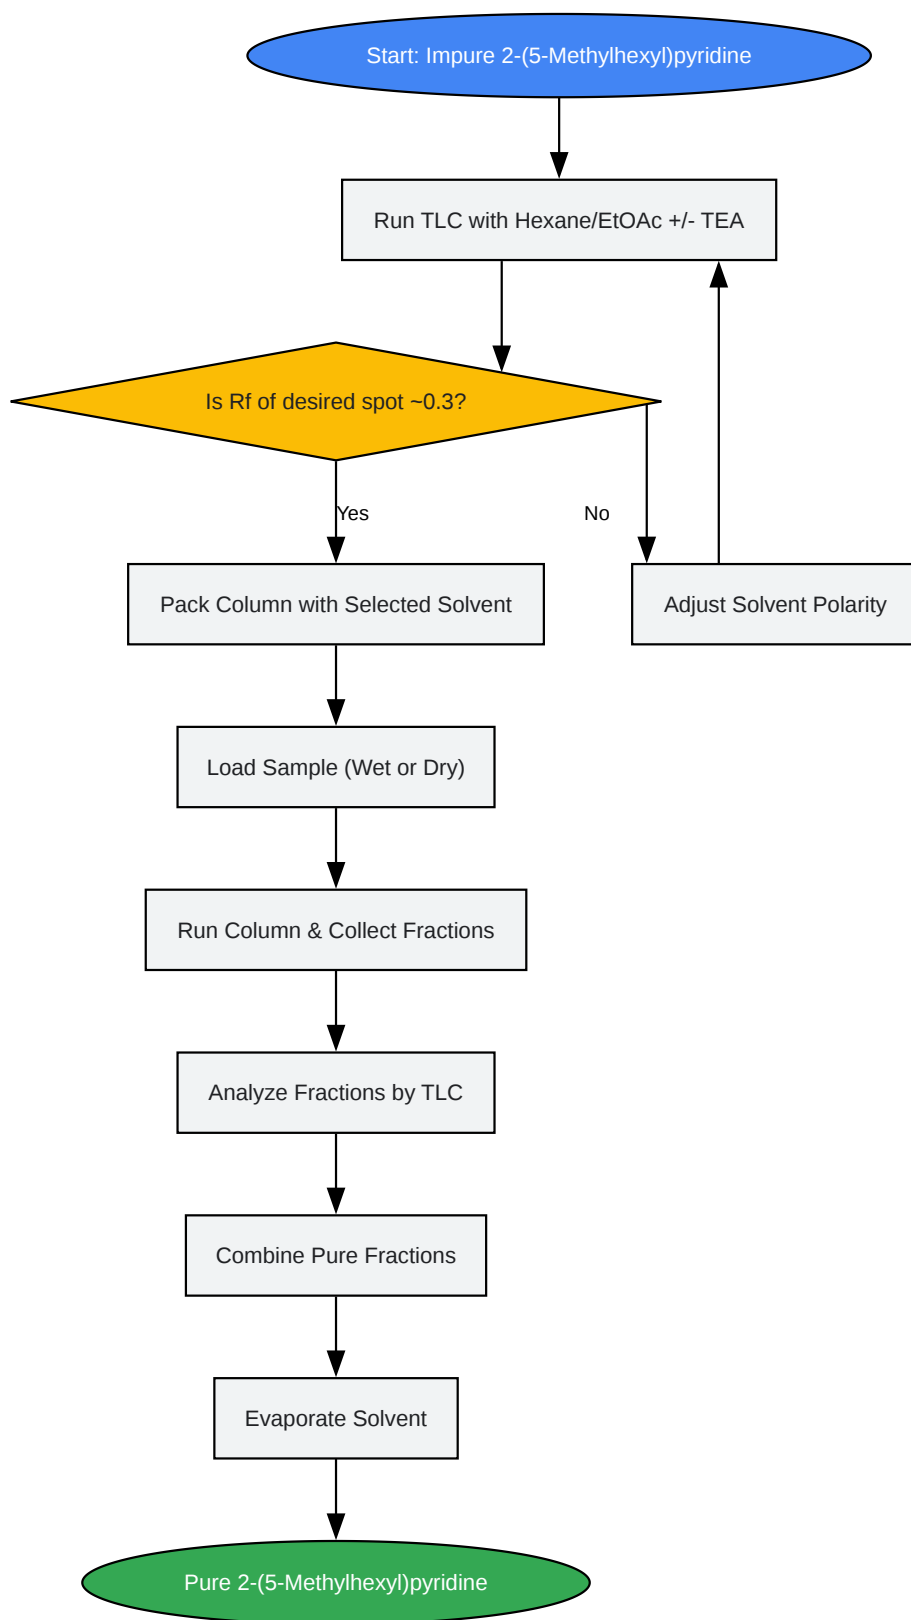 Start: Impure 2-(5-Methylhexyl)pyridine
Run TLC with Hexane/EtOAc +/- TEA
Is Rf of desired spot ~0.3?
Yes
No
Pack Column with Selected Solvent
Adjust Solvent Polarity
Load Sample (Wet or Dry)
Run Column & Collect Fractions
Analyze Fractions by TLC
Combine Pure Fractions
Evaporate Solvent
Pure 2-(5-Methylhexyl)pyridine